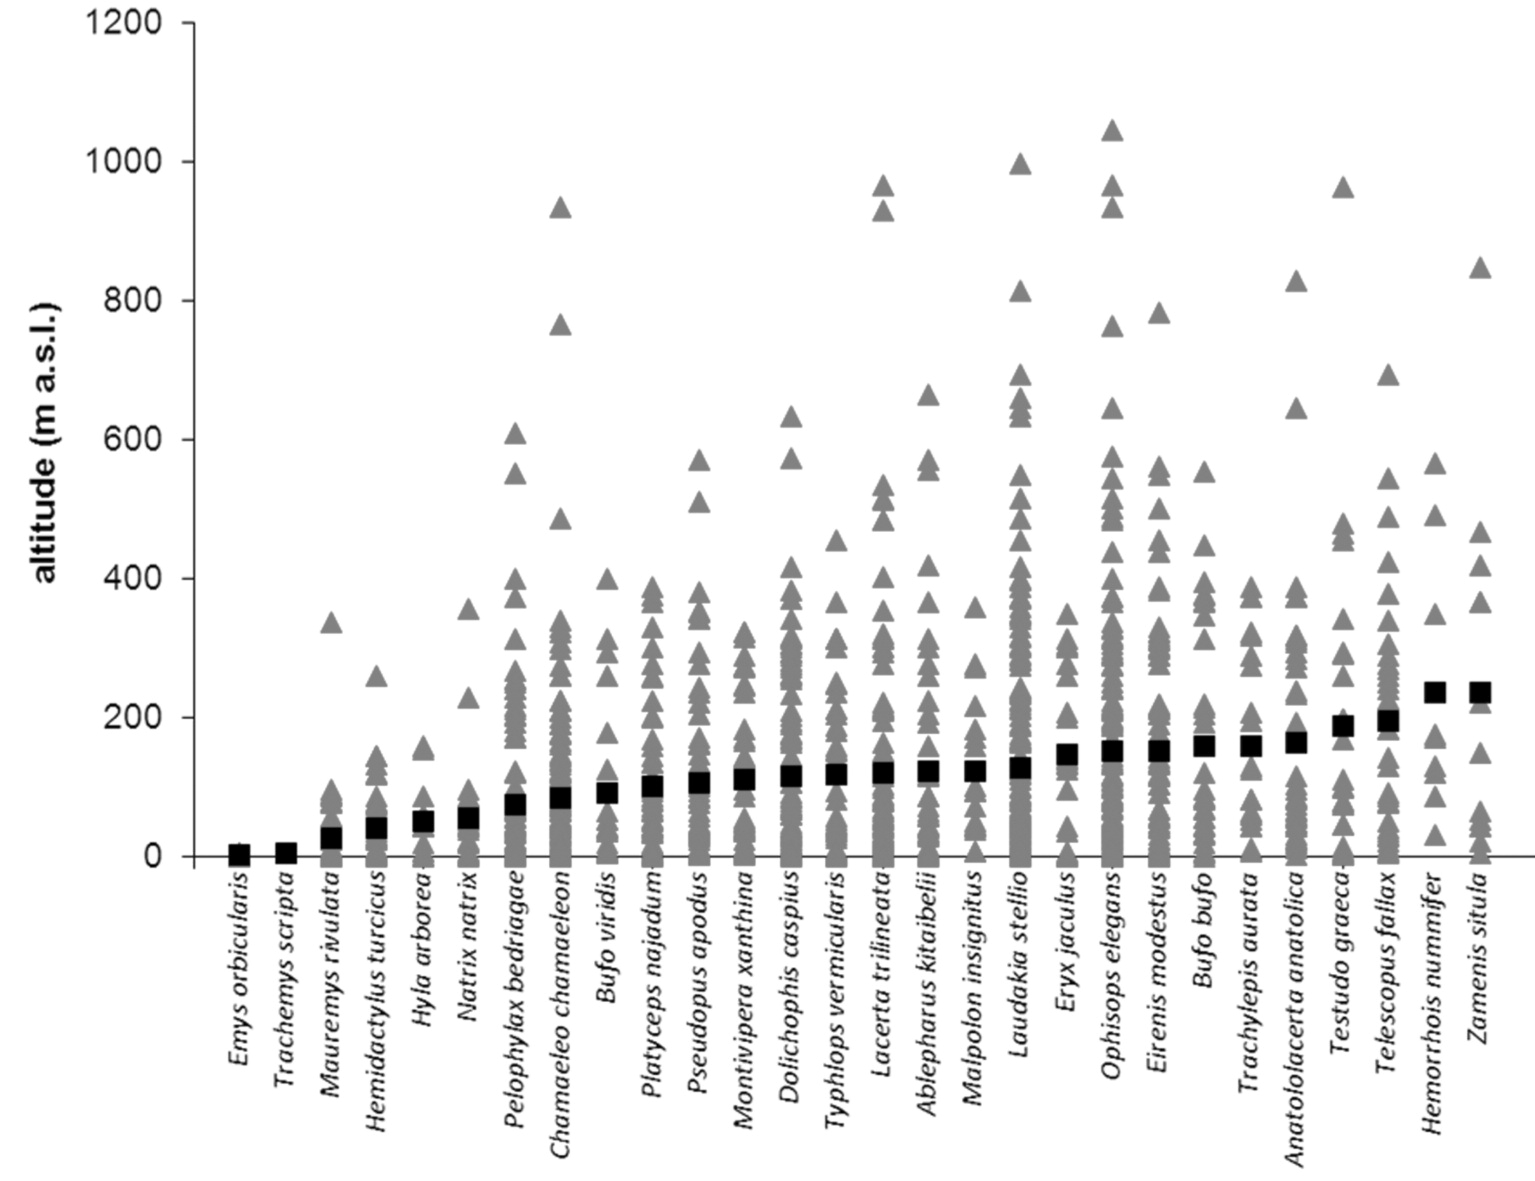 1200
1000
800
600
400
200
0
altitude (m a.s.l.)
Emys orbicularis
Trachemys scripta
Mauremys rivulata
Hemidactylus turcicus
Hyla arborea
Natrix natrix
Pelophylax bedriagae
Chamaeleo chamaeleon
Bufo viridis
Platyceps najadum
Pseudopus apodus
Montivipera xanthina
Dolichophis caspius
Typhlops vermicularis
Lacerta trilineata
Ablepharus kitaibelii
Malpolon insignitus
Laudakia stellio
Eryx jaculus
Ophisops elegans
Eirenis modestus
Bufo bufo
Trachylepis aurata
Anatololacerta anatolica
Testudo graeca
Telescopus fallax
Hemorrhois nummifer
Zamenis situla